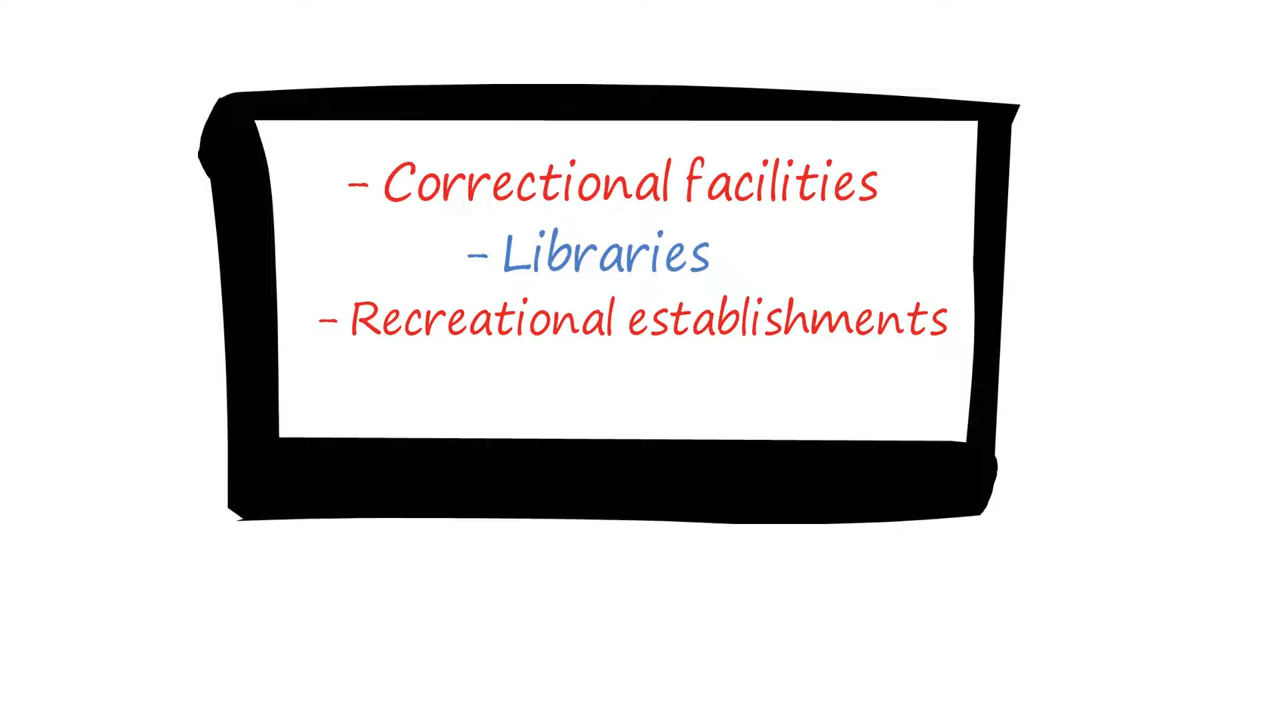 - Correctional facilities
- Libraries
- Recreational establishments